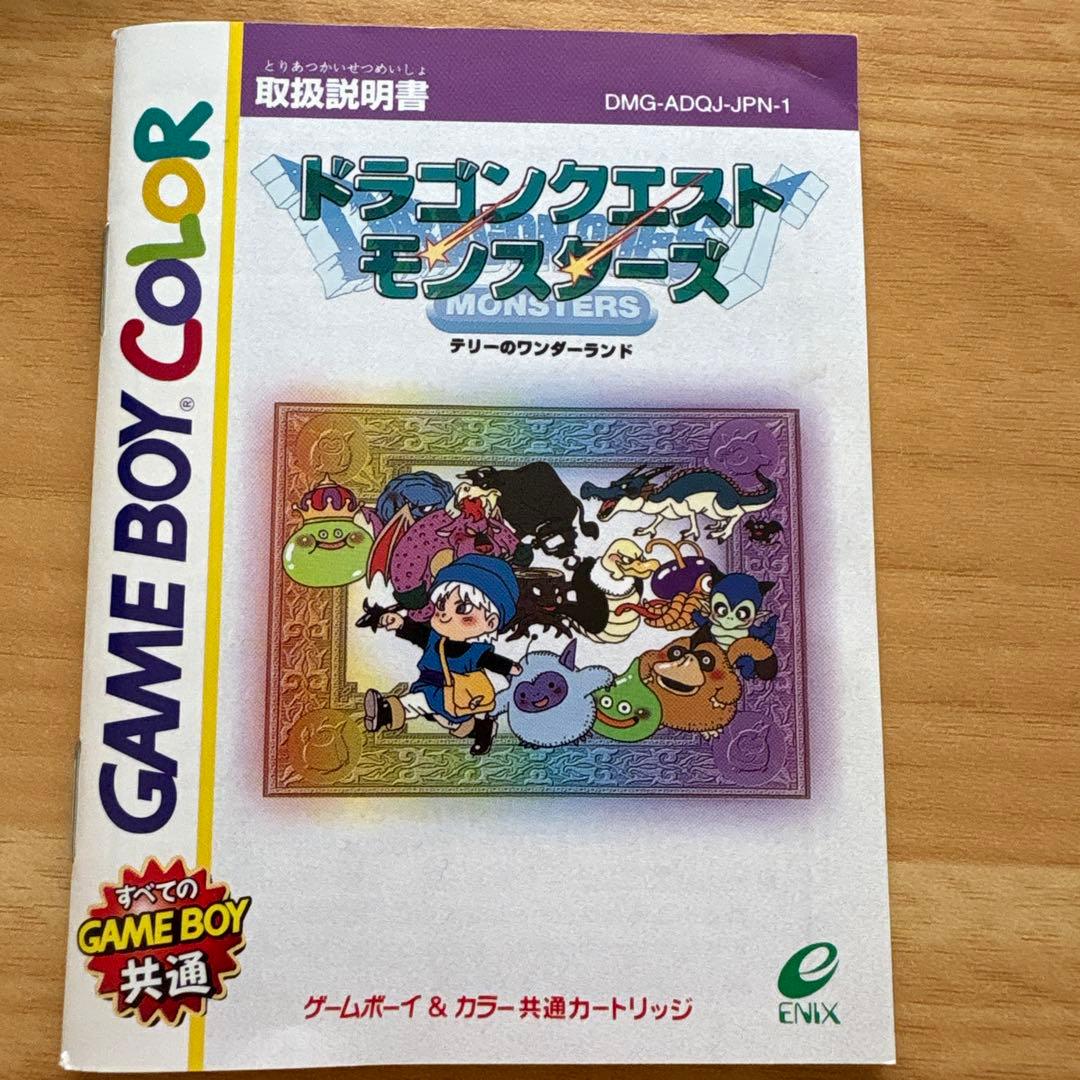 とりあつかいせつめいしょ
取扱説明書
DMG-ADQJ-JPN-1
GAME BOY® COLOR
ドラゴンクエスト
モンスターズ
MONSTERS
テリーのワンダーランド
すべての
GAME BOY
共通
ゲームボーイ & カラー共通カートリッジ
e
ENIX